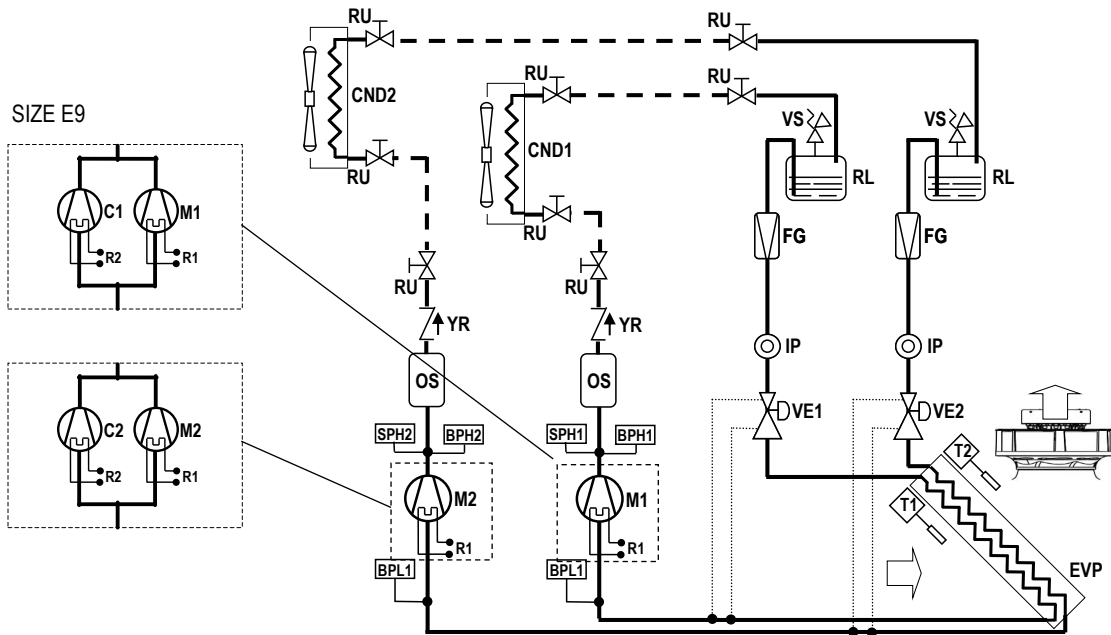 RU
RU
CND2
RU
RU
SIZE E9
CND1
VS
VS
RL
RL
RU
RU
C1
M1
FG
FG
R2
R1
RU
RU
YR
YR
IP
IP
OS
OS
VE1
VE2
C2
M2
SPH2
BPH2
SPH1
BPH1
T2
R2
R1
M2
M1
T1
R1
R1
BPL1
BPL1
EVP